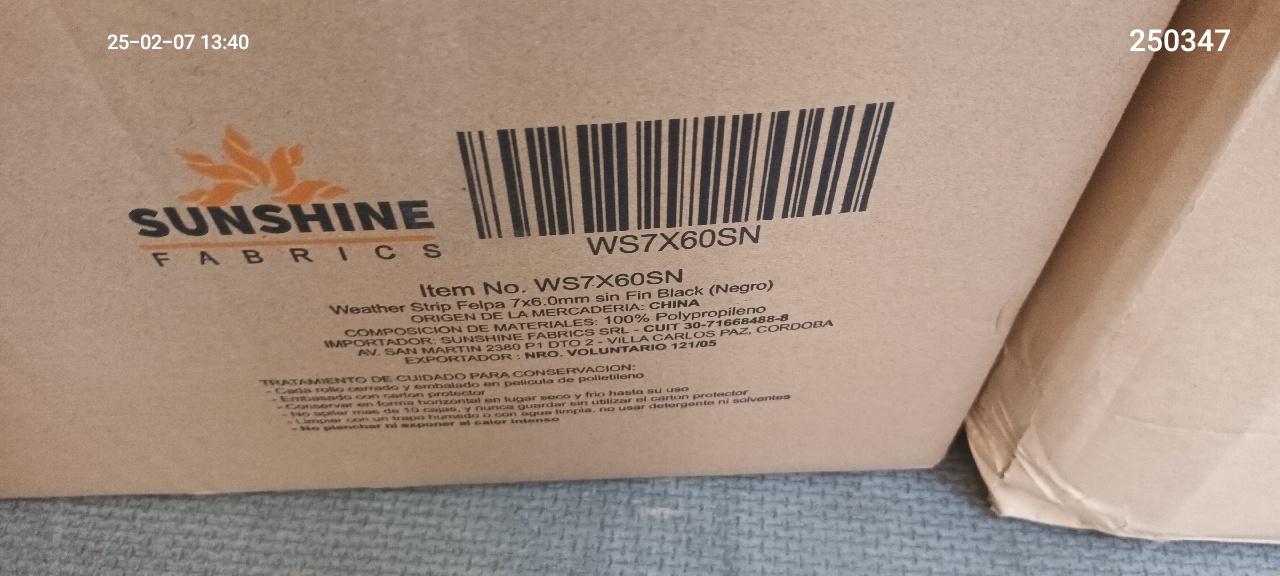 25-02-07 13:40
250347
SUNSHINE
FABRICS
WS7X60SN
Item No. WS7X60SN
Weather Strip Felpa 7x6.0mm sin Fin Black (Negro)
ORIGEN DE LA MERCADERIA: CHINA
COMPOSICION DE MATERIALES: 100% Polypropileno
IMPORTADOR: SUNSHINE FABRICS SRL - CUIT 30-71668488-8
AV. SAN MARTIN 2380 P1 DTO 2 - VILLA CARLOS PAZ, CORDOBA
EXPORTADOR : NRO. VOLUNTARIO 121/05
TRATAMIENTO DE CUIDADO PARA CONSERVACION:
- Cada rollo cerrado y embalado en pelicula de polietileno
- Embasado con carton protector
- Conservar en forma horizontal en lugar seco y frio hasta su uso
- No apilar mas de 10 cajas, y nunca guardar sin utilizar el carton protector
- Limpiar con un trapo humedo o con agua limpia, no usar detergente ni solventes
- No planchar ni exponer al calor intenso